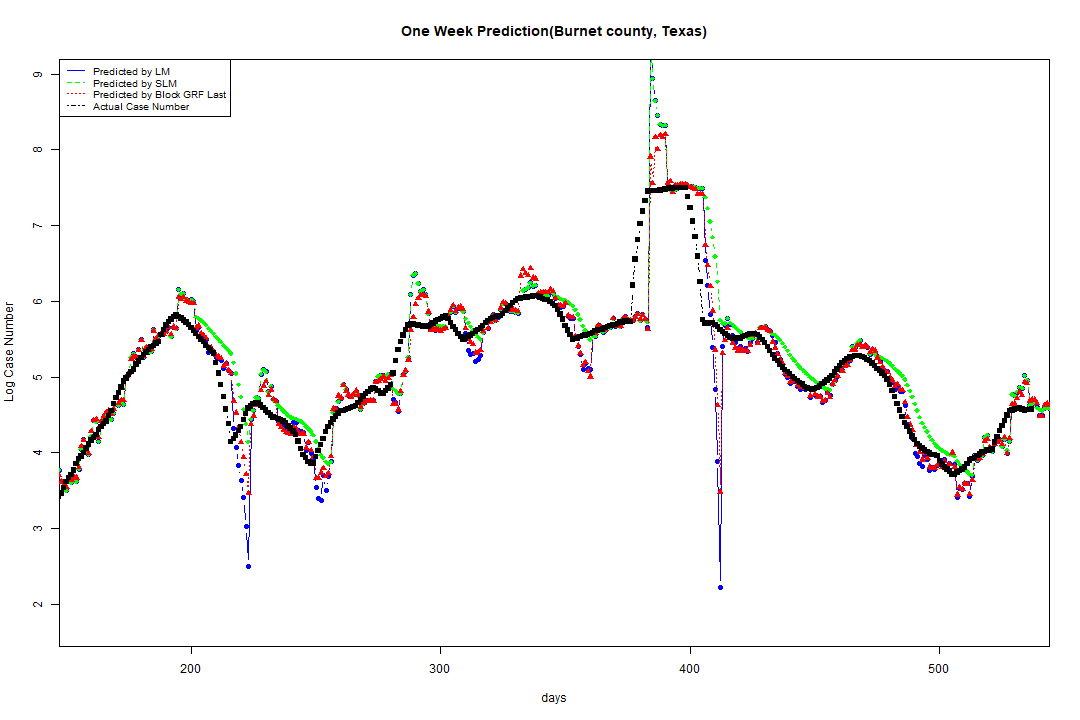 One Week Prediction(Burnet county, Texas)
Predicted by LM
Predicted by SLM
Predicted by Block GRF Last
Actual Case Number
Log Case Number
9
8
7
6
5
4
3
2
200 300 400 500
days